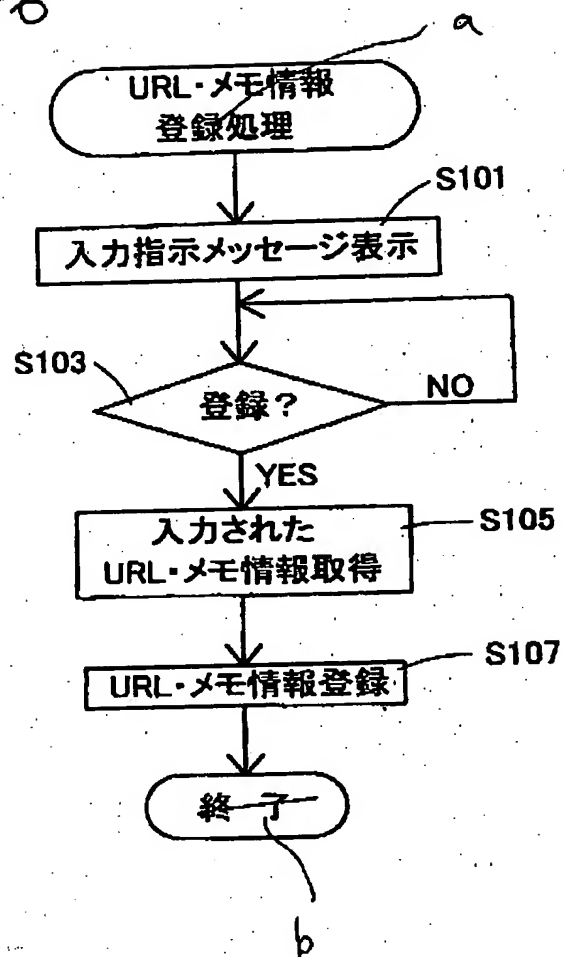 a
URL・メモ情報
登録処理
S101
入力指示メッセージ表示
S103
登録?
NO
YES
入力された
URL・メモ情報取得
S105
S107
URL・メモ情報登録
終了
b